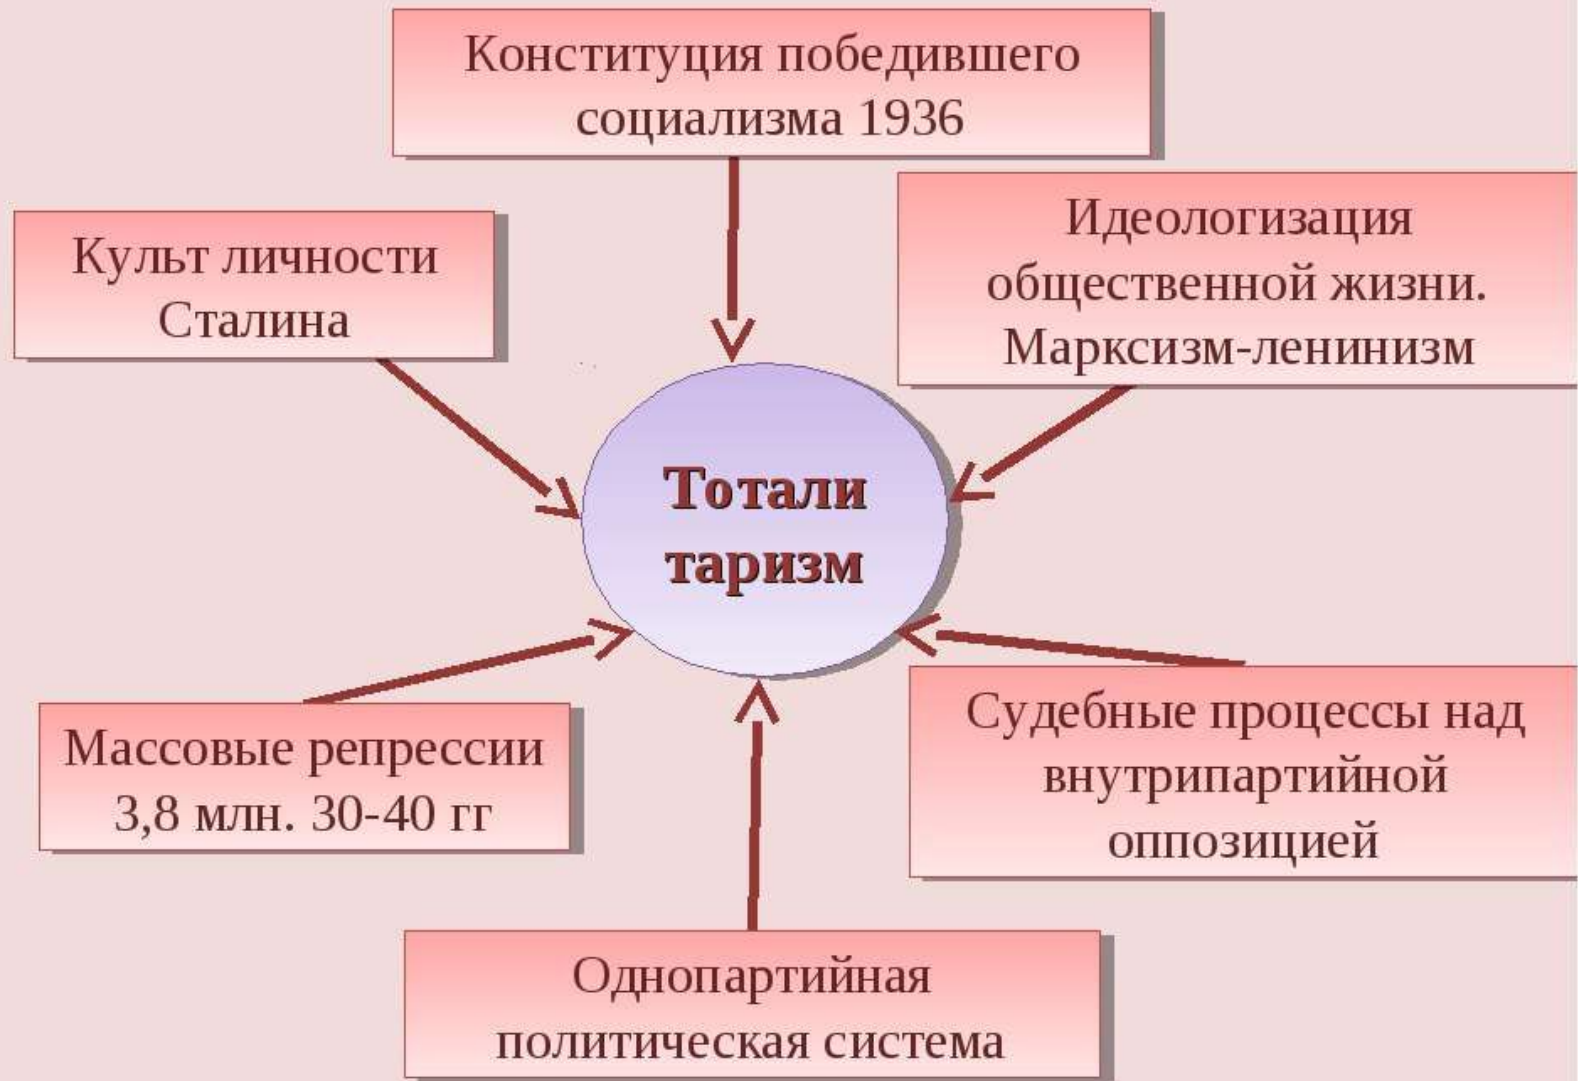 Конституция победившего
социализма 1936
Культ личности
Сталина
Идеологизация
общественной жизни.
Марксизм-ленинизм
Тотали
таризм
Массовые репрессии
3,8 млн. 30-40 гг
Судебные процессы над
внутрипартийной
оппозицией
Однопартийная
политическая система